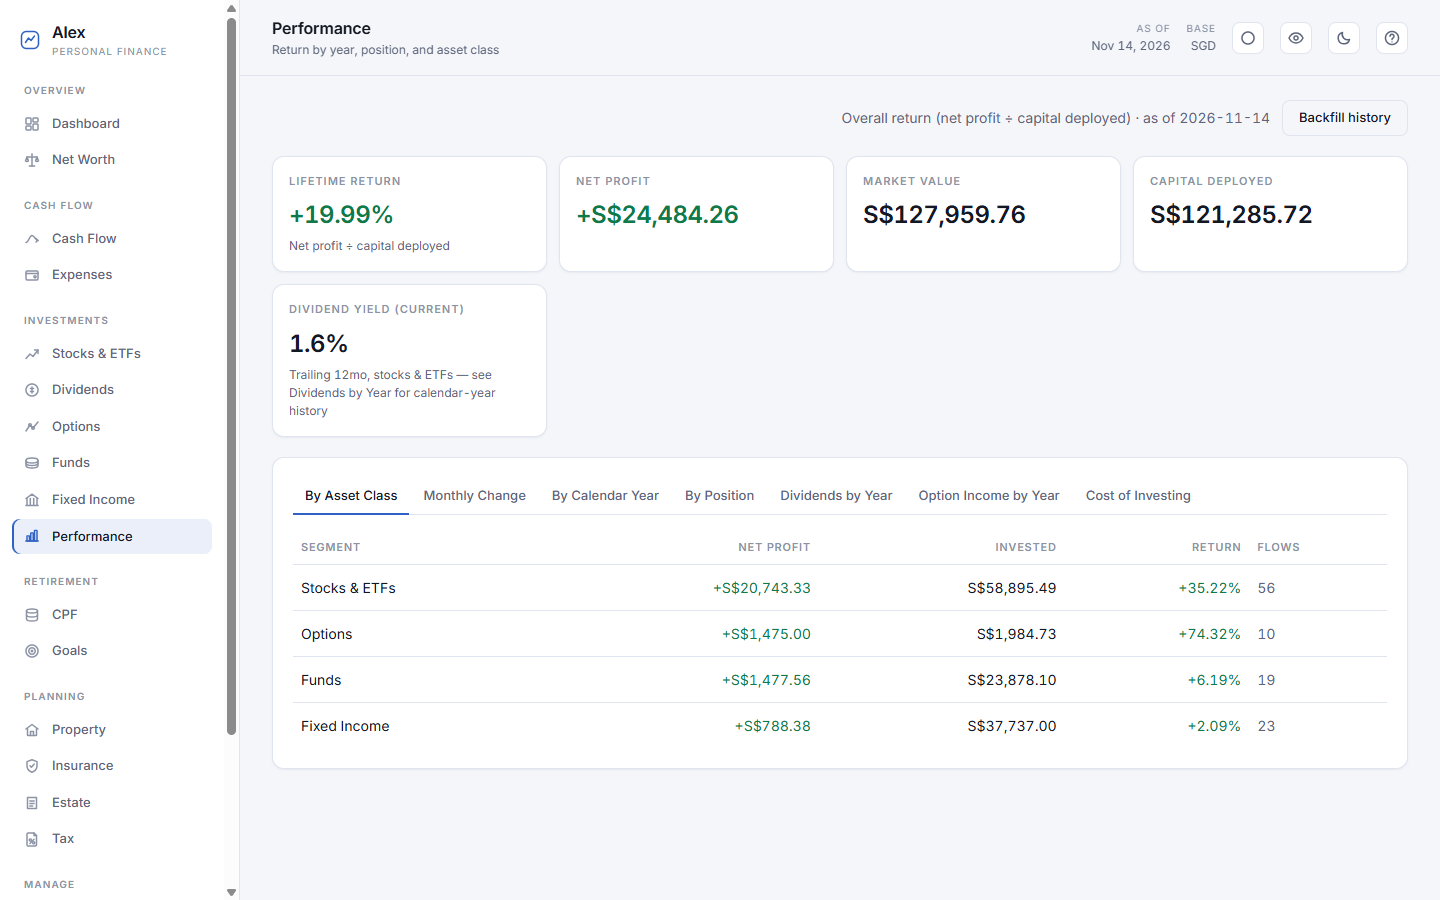 Alex
PERSONAL FINANCE
OVERVIEW
Dashboard
Net Worth
CASH FLOW
Cash Flow
Expenses
INVESTMENTS
Stocks & ETFs
Dividends
Options
Funds
Fixed Income
Performance
RETIREMENT
CPF
Goals
PLANNING
Property
Insurance
Estate
Tax
MANAGE
Performance
Return by year, position, and asset class
AS OF
Nov 14, 2026
BASE
SGD
Overall return (net profit ÷ capital deployed) · as of 2026-11-14
Backfill history
LIFETIME RETURN
+19.99%
Net profit ÷ capital deployed
NET PROFIT
+S$24,484.26
MARKET VALUE
S$127,959.76
CAPITAL DEPLOYED
S$121,285.72
DIVIDEND YIELD (CURRENT)
1.6%
Trailing 12mo, stocks & ETFs — see
Dividends by Year for calendar-year
history
By Asset Class Monthly Change By Calendar Year By Position Dividends by Year Option Income by Year Cost of Investing
SEGMENT NET PROFIT INVESTED RETURN FLOWS
Stocks & ETFs +S$20,743.33 S$58,895.49 +35.22% 56
Options +S$1,475.00 S$1,984.73 +74.32% 10
Funds +S$1,477.56 S$23,878.10 +6.19% 19
Fixed Income +S$788.38 S$37,737.00 +2.09% 23